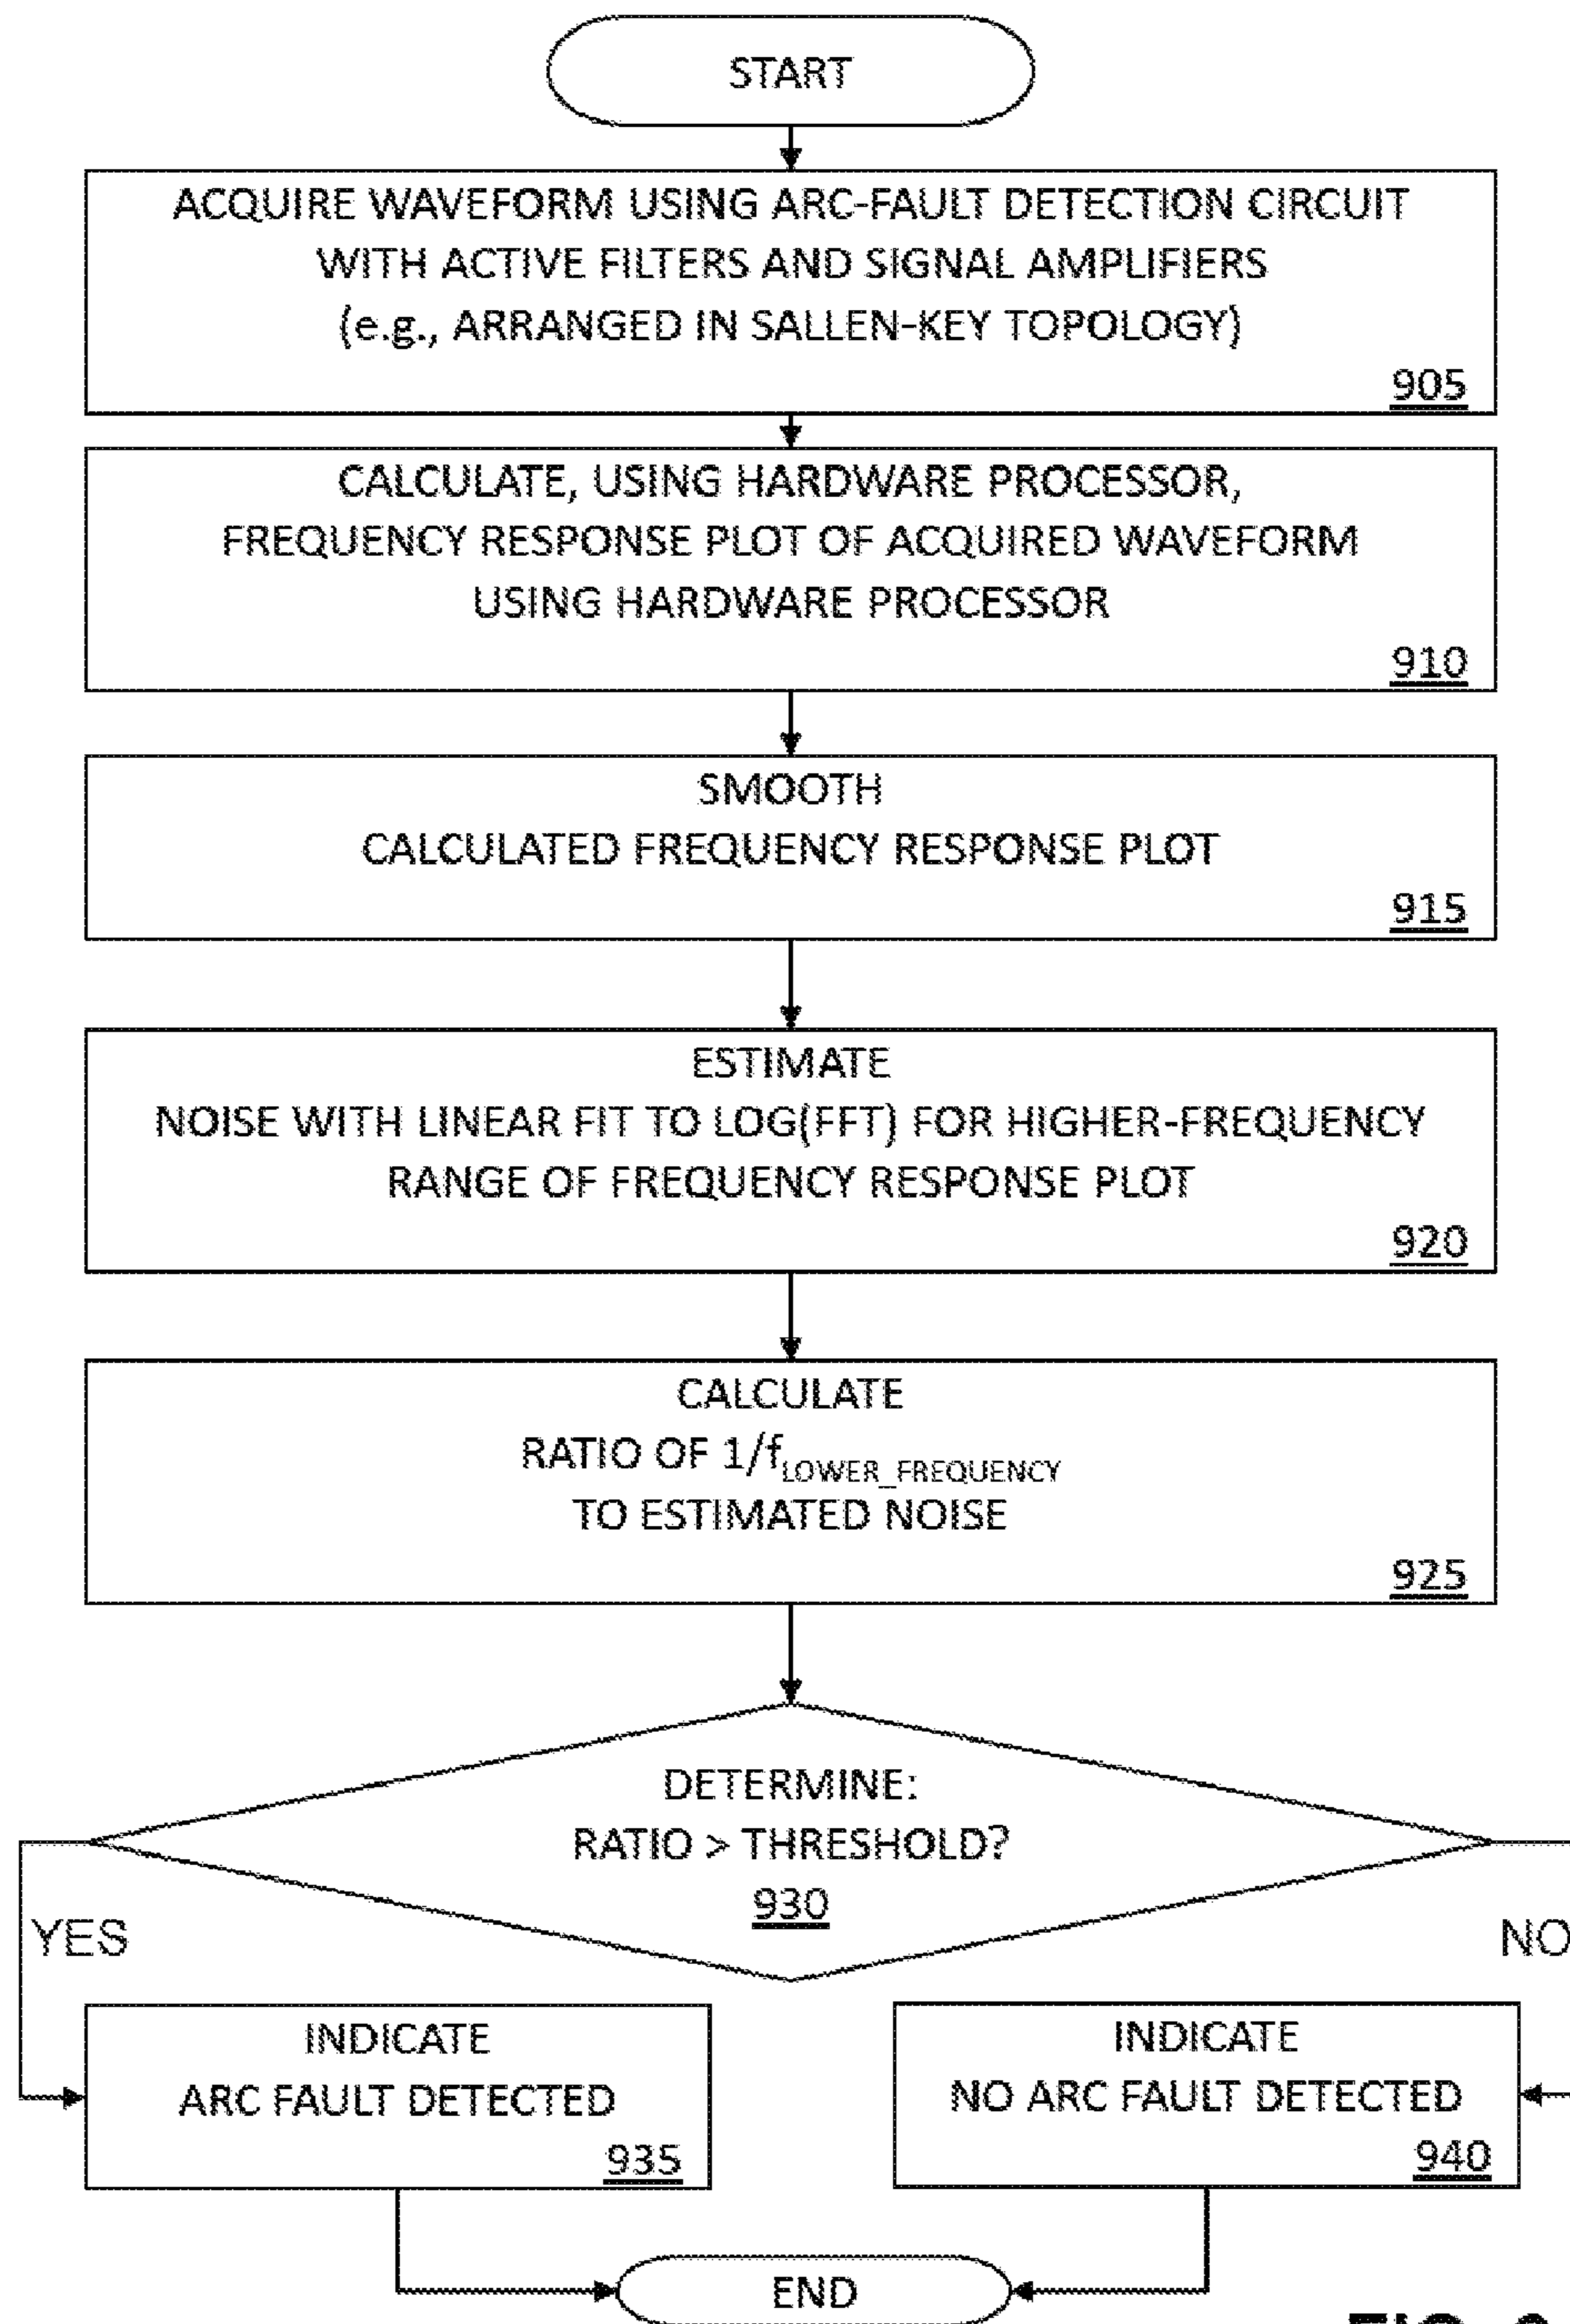 START
ACQUIRE WAVEFORM USING ARC-FAULT DETECTION CIRCUIT
WITH ACTIVE FILTERS AND SIGNAL AMPLIFIERS
(e.g., ARRANGED IN SALLEN-KEY TOPOLOGY)
905
CALCULATE, USING HARDWARE PROCESSOR,
FREQUENCY RESPONSE PLOT OF ACQUIRED WAVEFORM
USING HARDWARE PROCESSOR
910
SMOOTH
CALCULATED FREQUENCY RESPONSE PLOT
915
ESTIMATE
NOISE WITH LINEAR FIT TO LOG(FFT) FOR HIGHER-FREQUENCY
RANGE OF FREQUENCY RESPONSE PLOT
920
CALCULATE
RATIO OF 1/fLOWER_FREQUENCY
TO ESTIMATED NOISE
925
DETERMINE:
RATIO > THRESHOLD?
930
YES
NO
INDICATE
ARC FAULT DETECTED
935
INDICATE
NO ARC FAULT DETECTED
940
END